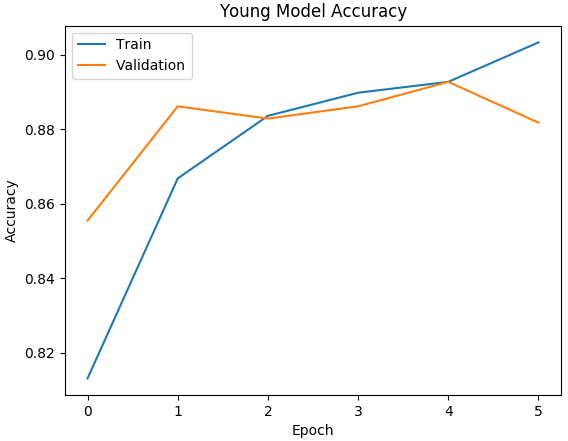 Young Model Accuracy
Train
Validation
Accuracy
0.90
0.88
0.86
0.84
0.82
0 1 2 3 4 5
Epoch